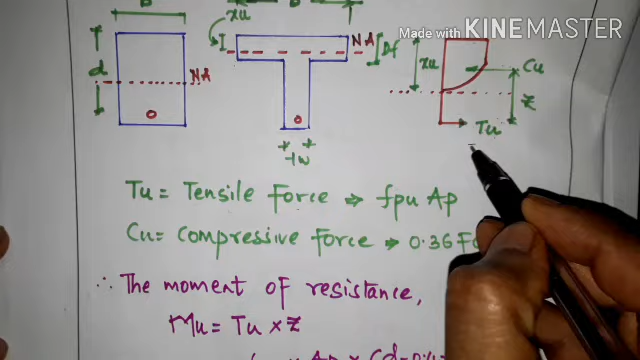 Made with KINEMASTER
B
xu
B
NA
Df
d
NA
xu
Cu
z
Tu
tw
Tu = Tensile Force ⇒ fpu Ap
Cu = Compressive force → 0.36 F
∴ The moment of resistance,
Mu = Tu × Z